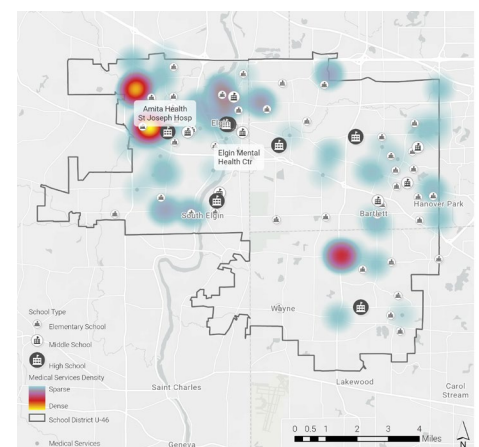 Amita Health
St Joseph Hosp
Elgin
Elgin Mental
Health Ctr
Hanover Park
Bartlett
South Elgin
Wayne
School Type
Elementary School
Middle School
High School
Medical Services Density
Sparse
Dense
School District U-46
Medical Services
Saint Charles
Geneva
Lakewood
Carol
Stream
0 0.5 1 2 3 4
Miles
N